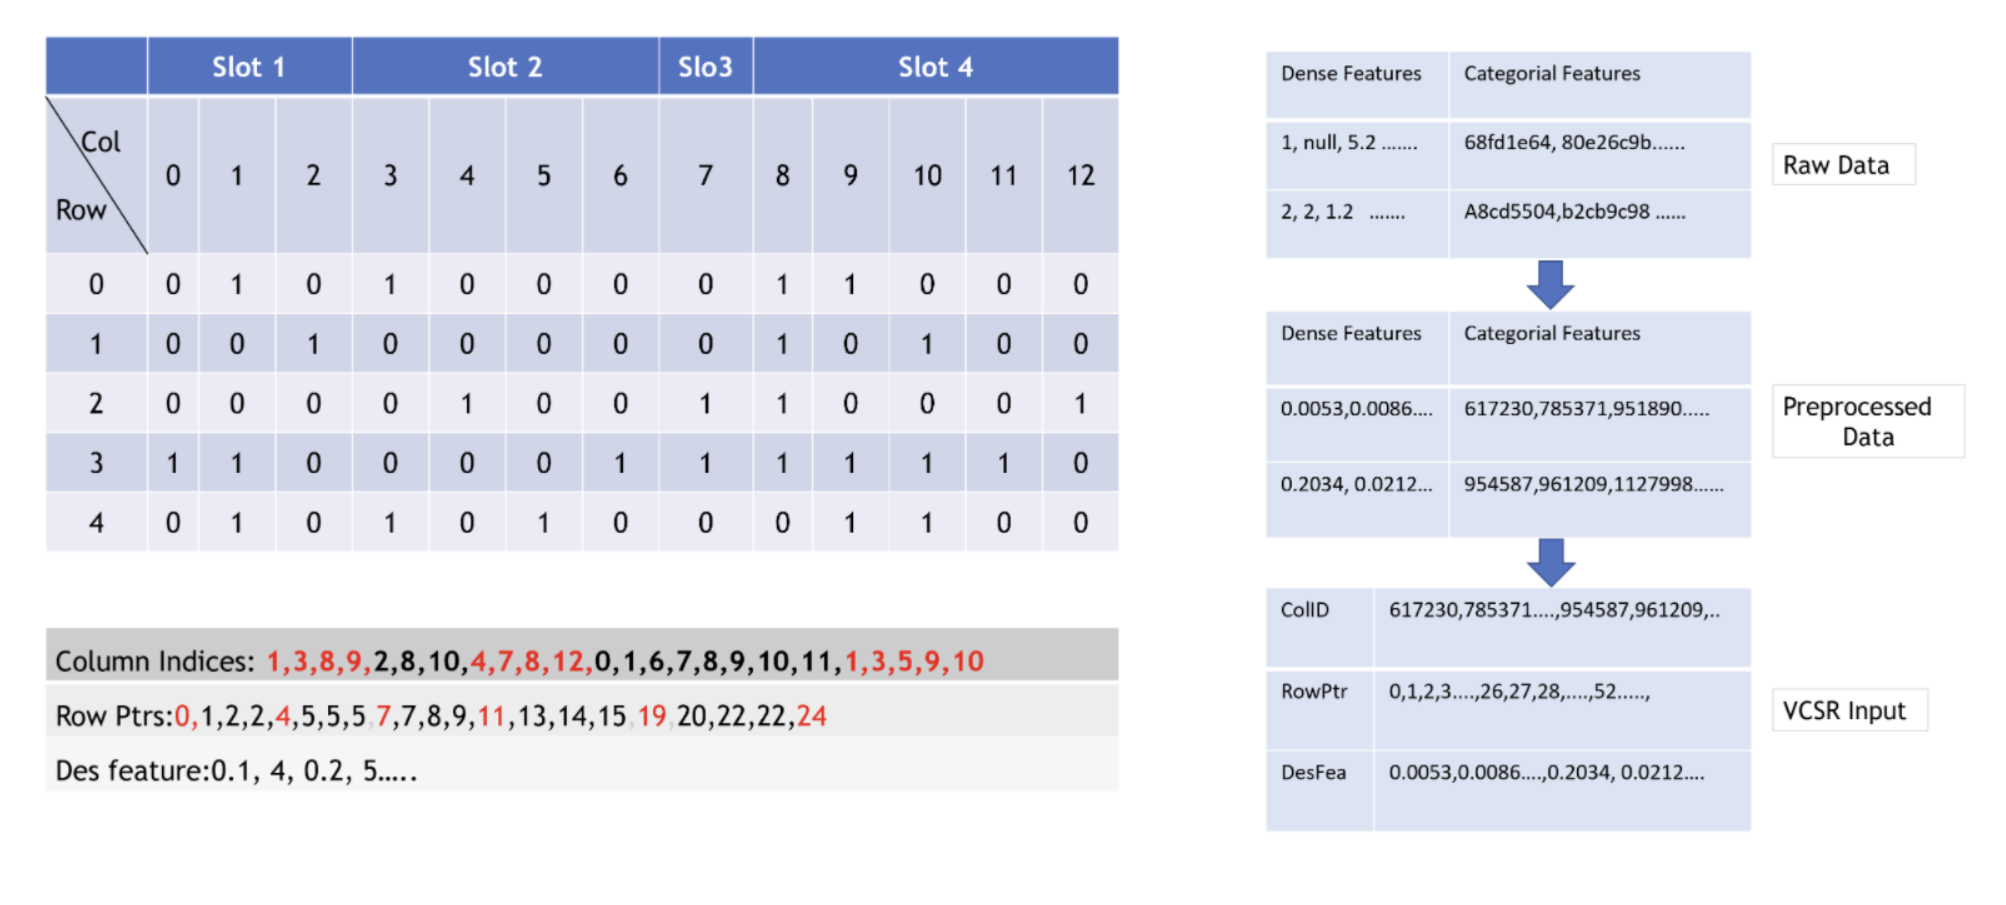 Slot 1 Slot 2 Slo3 Slot 4
Col
Row
0 1 2 3 4 5 6 7 8 9 10 11 12
0 0 1 0 1 0 0 0 0 1 1 0 0 0
1 0 0 1 0 0 0 0 0 1 0 1 0 0
2 0 0 0 0 1 0 0 1 1 0 0 0 1
3 1 1 0 0 0 0 1 1 1 1 1 1 0
4 0 1 0 1 0 1 0 0 0 1 1 0 0
Column Indices: 1,3,8,9,2,8,10,4,7,8,12,0,1,6,7,8,9,10,11,1,3,5,9,10
Row Ptrs:0,1,2,2,4,5,5,5,7,7,8,9,11,13,14,15,19,20,22,22,24
Des feature:0.1, 4, 0.2, 5.....
Dense Features Categorial Features
1, null, 5.2 ....... 68fd1e64, 80e26c9b......
2, 2, 1.2 ....... A8cd5504,b2cb9c98 ......
Raw Data
Dense Features Categorial Features
0.0053,0.0086.... 617230,785371,951890.....
0.2034, 0.0212... 954587,961209,1127998......
Preprocessed
Data
ColID 617230,785371....,954587,961209,..
RowPtr 0,1,2,3....,26,27,28,....,52.....,
DesFea 0.0053,0.0086....,0.2034, 0.0212....
VCSR Input